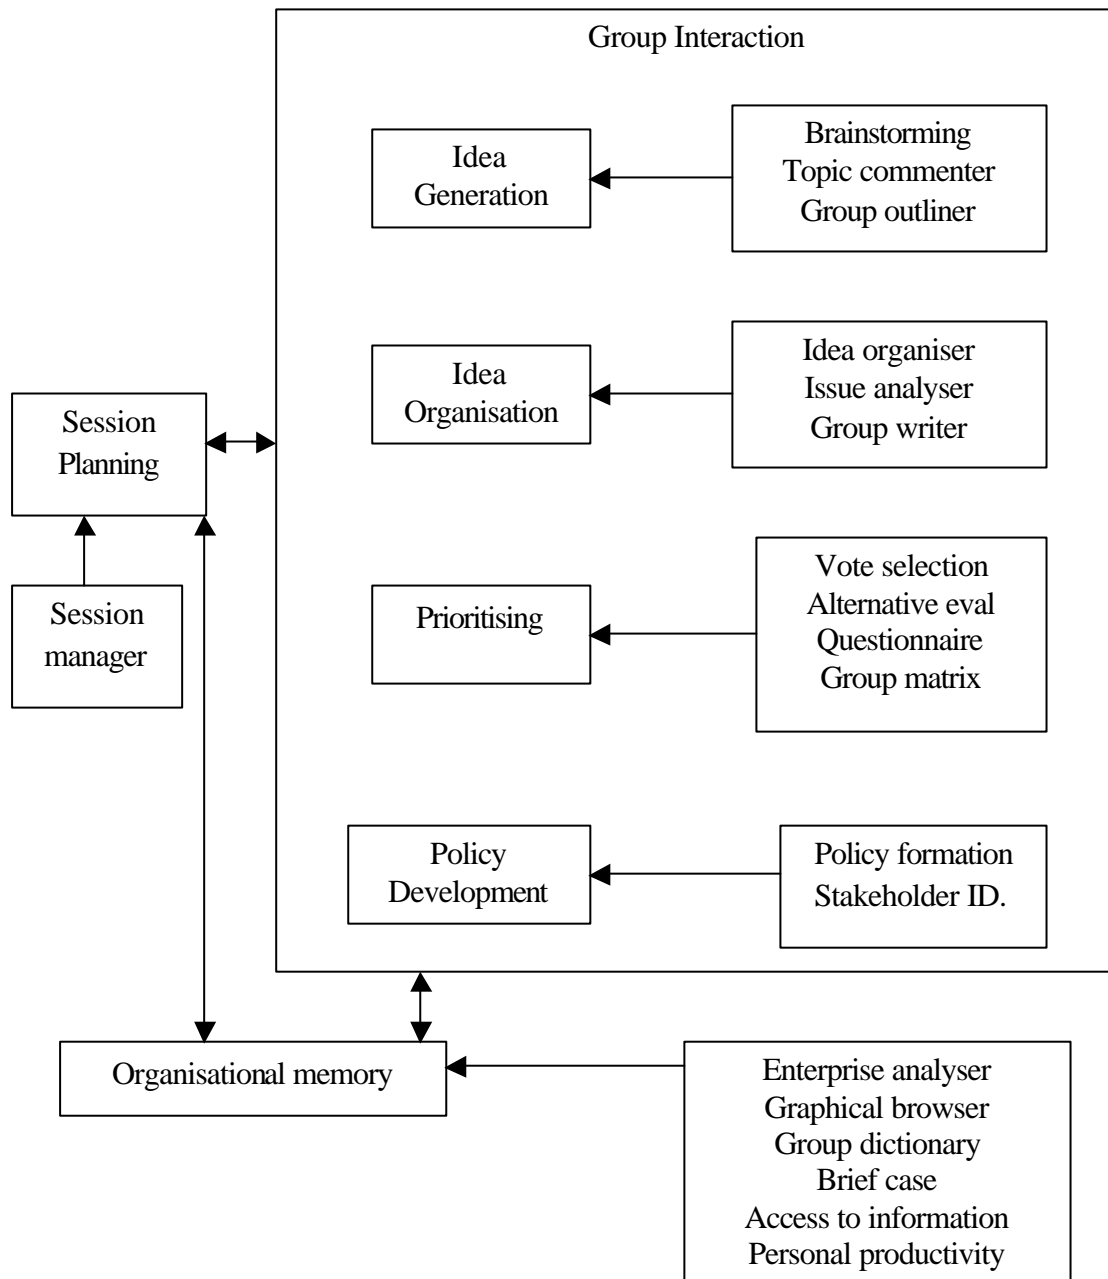 Group Interaction
Idea
Generation
Brainstorming
Topic commenter
Group outliner
Idea
Organisation
Idea organiser
Issue analyser
Group writer
Session
Planning
Session
manager
Prioritising
Vote selection
Alternative eval
Questionnaire
Group matrix
Policy
Development
Policy formation
Stakeholder ID.
Organisational memory
Enterprise analyser
Graphical browser
Group dictionary
Brief case
Access to information
Personal productivity